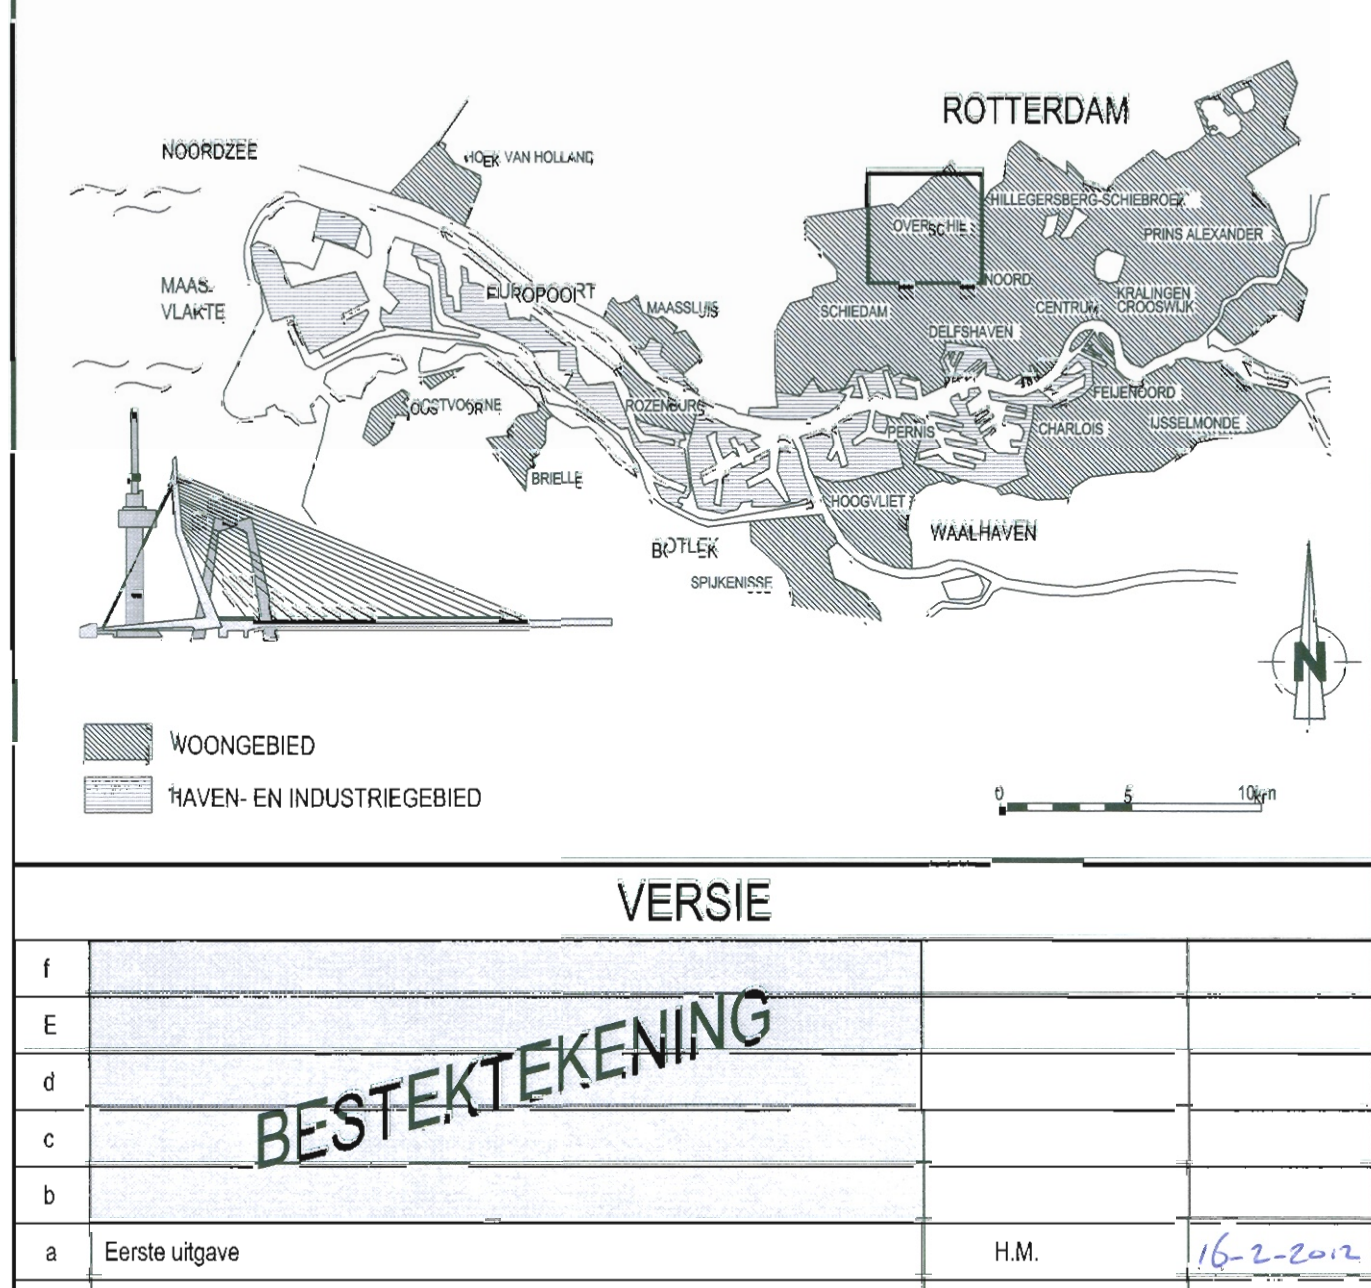 ROTTERDAM
NOORDZEE
HOEK VAN HOLLAND
HILLEGERSBERG-SCHIEBROEK
OVERSCHIE
PRINS ALEXANDER
MAAS-
VLAKTE
EUROPOORT
NOORD
KRALINGEN
CROOSWIJK
MAASSLUIS
SCHIEDAM
CENTRUM
DELFSHAVEN
OOSTVOORNE
ROZENBURG
FEIJENOORD
PERNIS
CHARLOIS
IJSSELMONDE
BRIELLE
HOOGVLIET
WAALHAVEN
BOTLEK
SPIJKENISSE
N
WOONGEBIED
HAVEN- EN INDUSTRIEGEBIED
0 5 10km
VERSIE
f
E
d
BESTEKTEKENING
c
b
a Eerste uitgave H.M. 16-2-2012